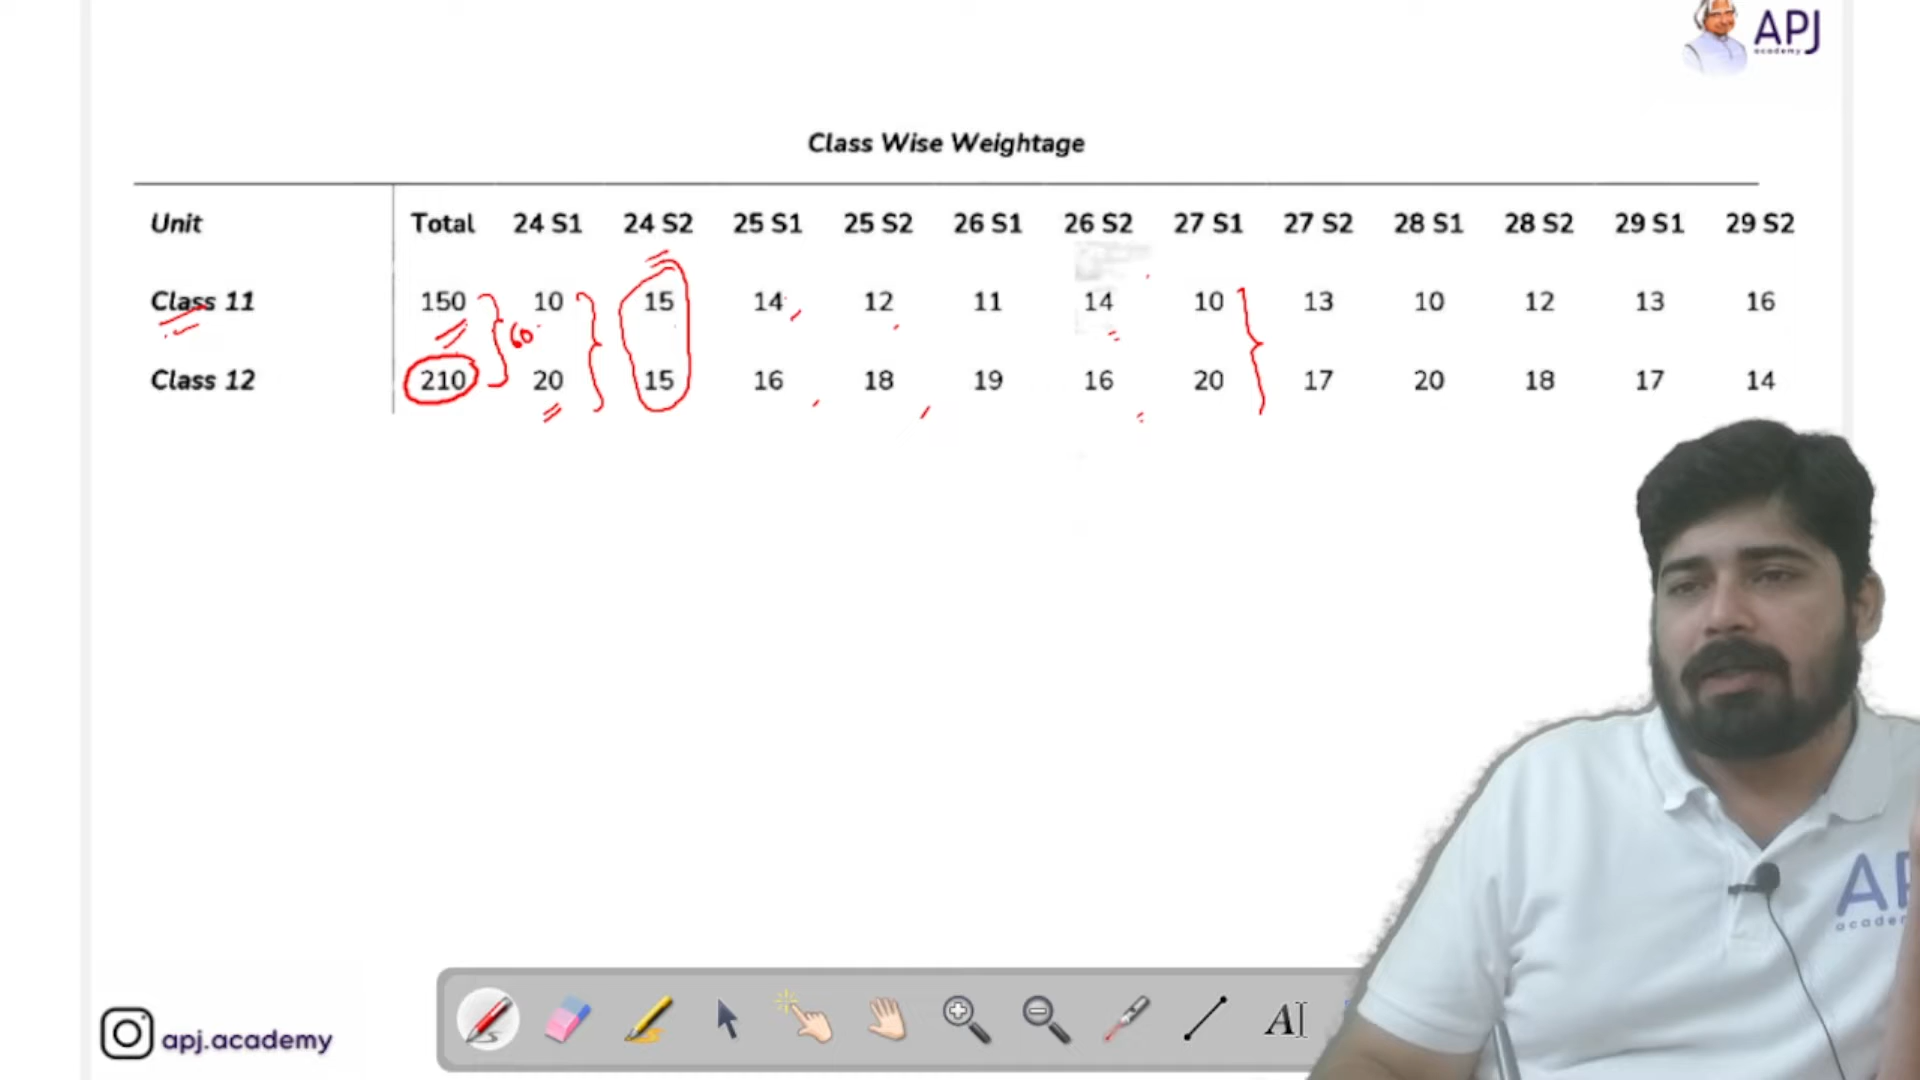 APJ
academy
Class Wise Weightage
Unit Total 24 S1 24 S2 25 S1 25 S2 26 S1 26 S2 27 S1 27 S2 28 S1 28 S2 29 S1 29 S2
Class 11 150 10 15 14 12 11 14 10 13 10 12 13 16
60
Class 12 210 20 15 16 18 19 16 20 17 20 18 17 14
AP
acade
apj.academy
A